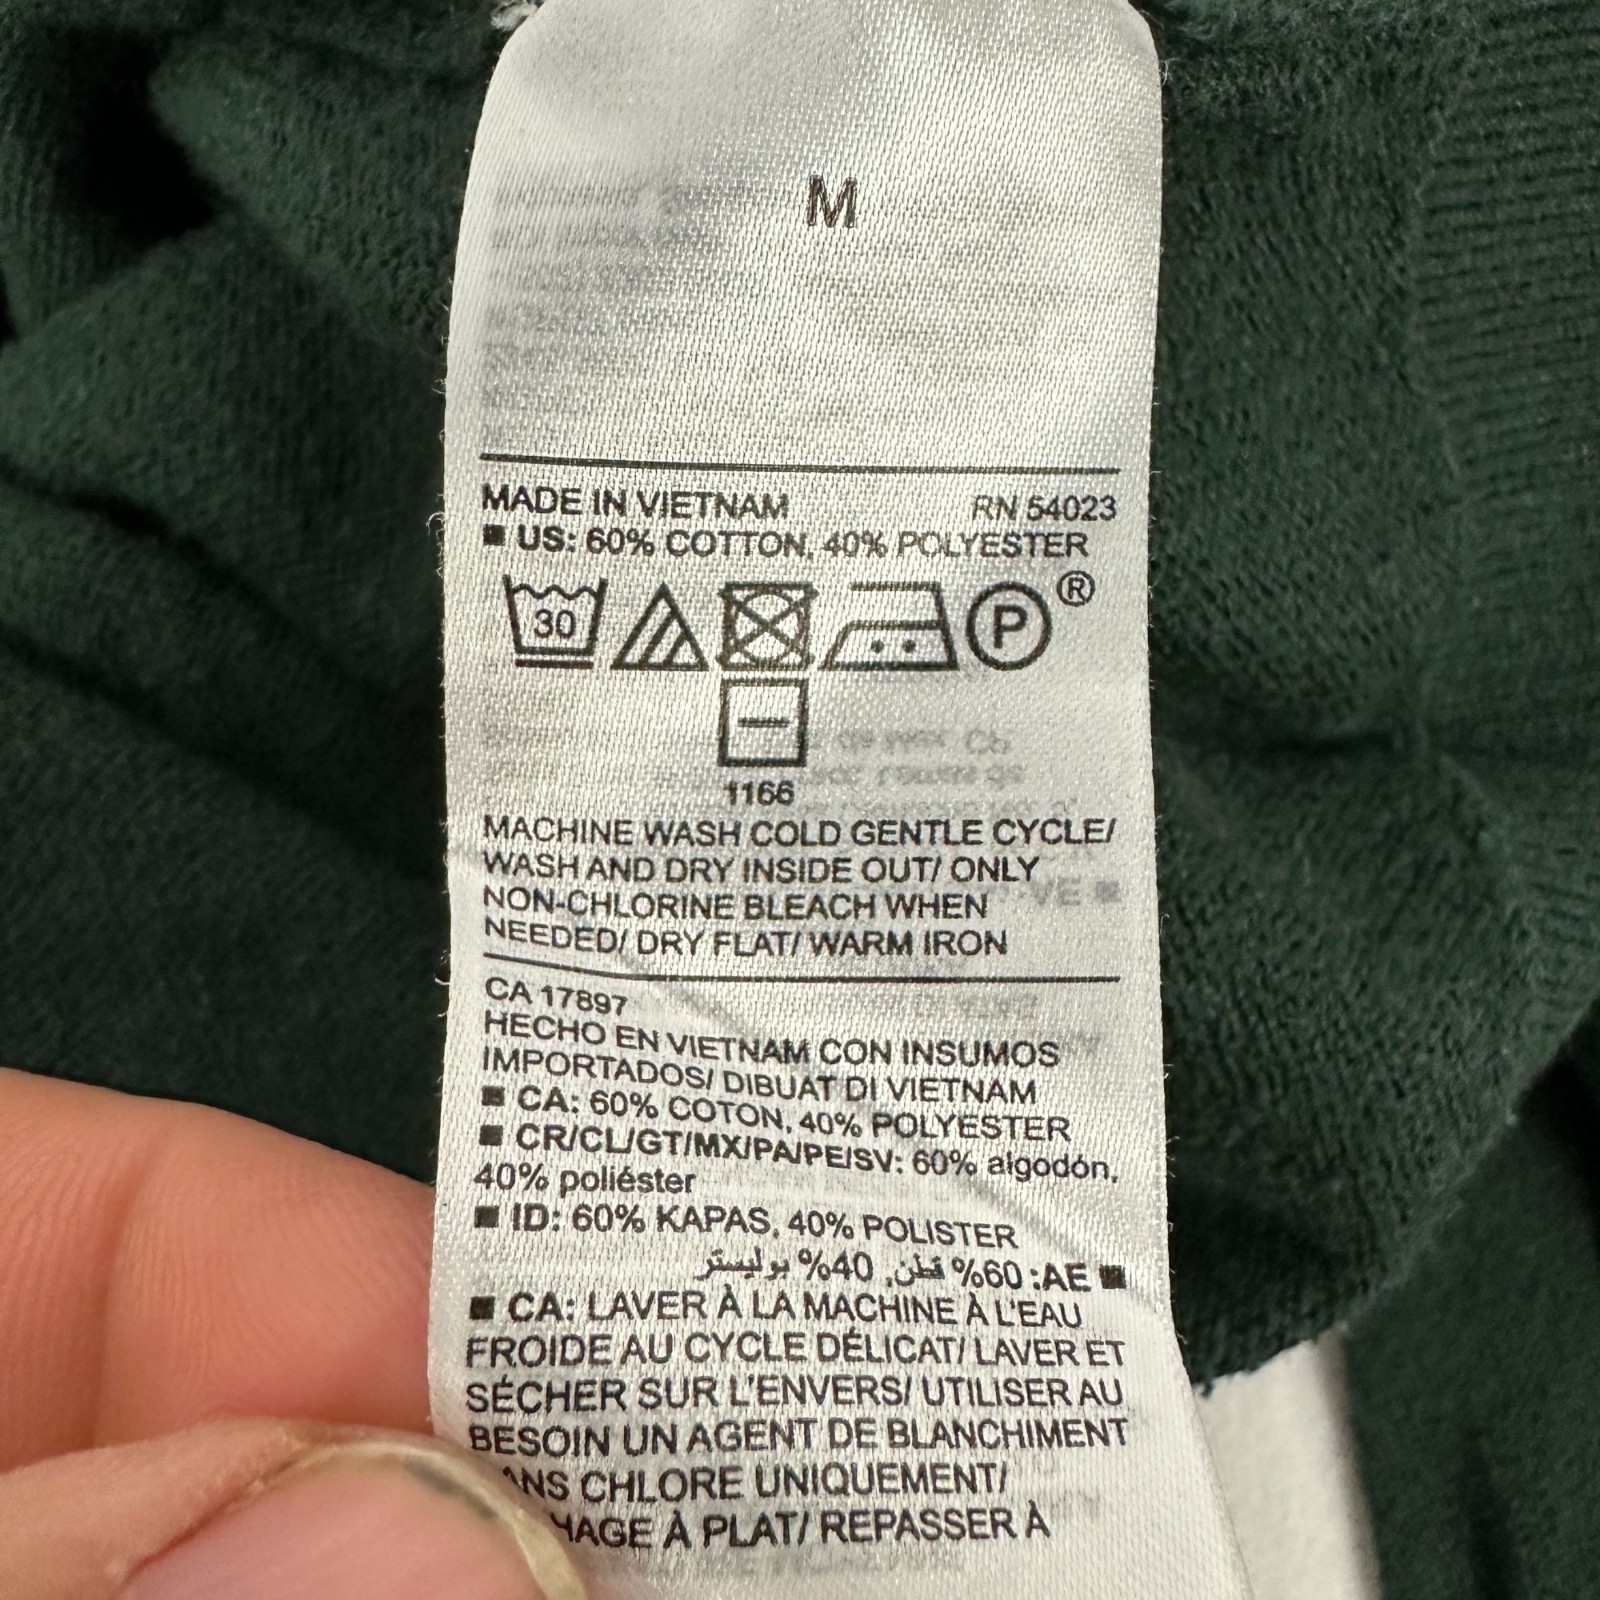 M
MADE IN VIETNAM RN 54023
■ US: 60% COTTON, 40% POLYESTER
30 P ®
1166
MACHINE WASH COLD GENTLE CYCLE/
WASH AND DRY INSIDE OUT/ ONLY
NON-CHLORINE BLEACH WHEN
NEEDED/ DRY FLAT/ WARM IRON
CA 17897
HECHO EN VIETNAM CON INSUMOS
IMPORTADOS/ DIBUAT DI VIETNAM
■ CA: 60% COTON, 40% POLYESTER
■ CR/CL/GT/MX/PA/PE/SV: 60% algodón,
40% poliéster
■ ID: 60% KAPAS, 40% POLISTER
■ AE: 60% قطن, 40% بوليستر
■ CA: LAVER À LA MACHINE À L'EAU
FROIDE AU CYCLE DÉLICAT/ LAVER ET
SÉCHER SUR L'ENVERS/ UTILISER AU
BESOIN UN AGENT DE BLANCHIMENT
ANS CHLORE UNIQUEMENT/
HAGE À PLAT/ REPASSER À